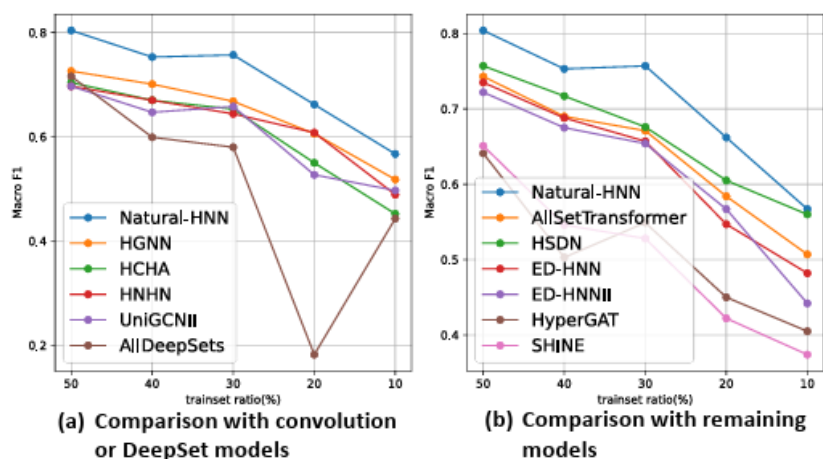 0.8
0.6
0.4
0.2
Macro F1
Natural-HNN
HGNN
HCHA
HNHN
UniGCNII
AllDeepSets
50 40 30 20 10
trainset ratio(%)
(a) Comparison with convolution
or DeepSet models
0.8
0.7
0.6
0.5
0.4
Macro F1
Natural-HNN
AllSetTransformer
HSDN
ED-HNN
ED-HNNII
HyperGAT
SHINE
50 40 30 20 10
trainset ratio(%)
(b) Comparison with remaining
models